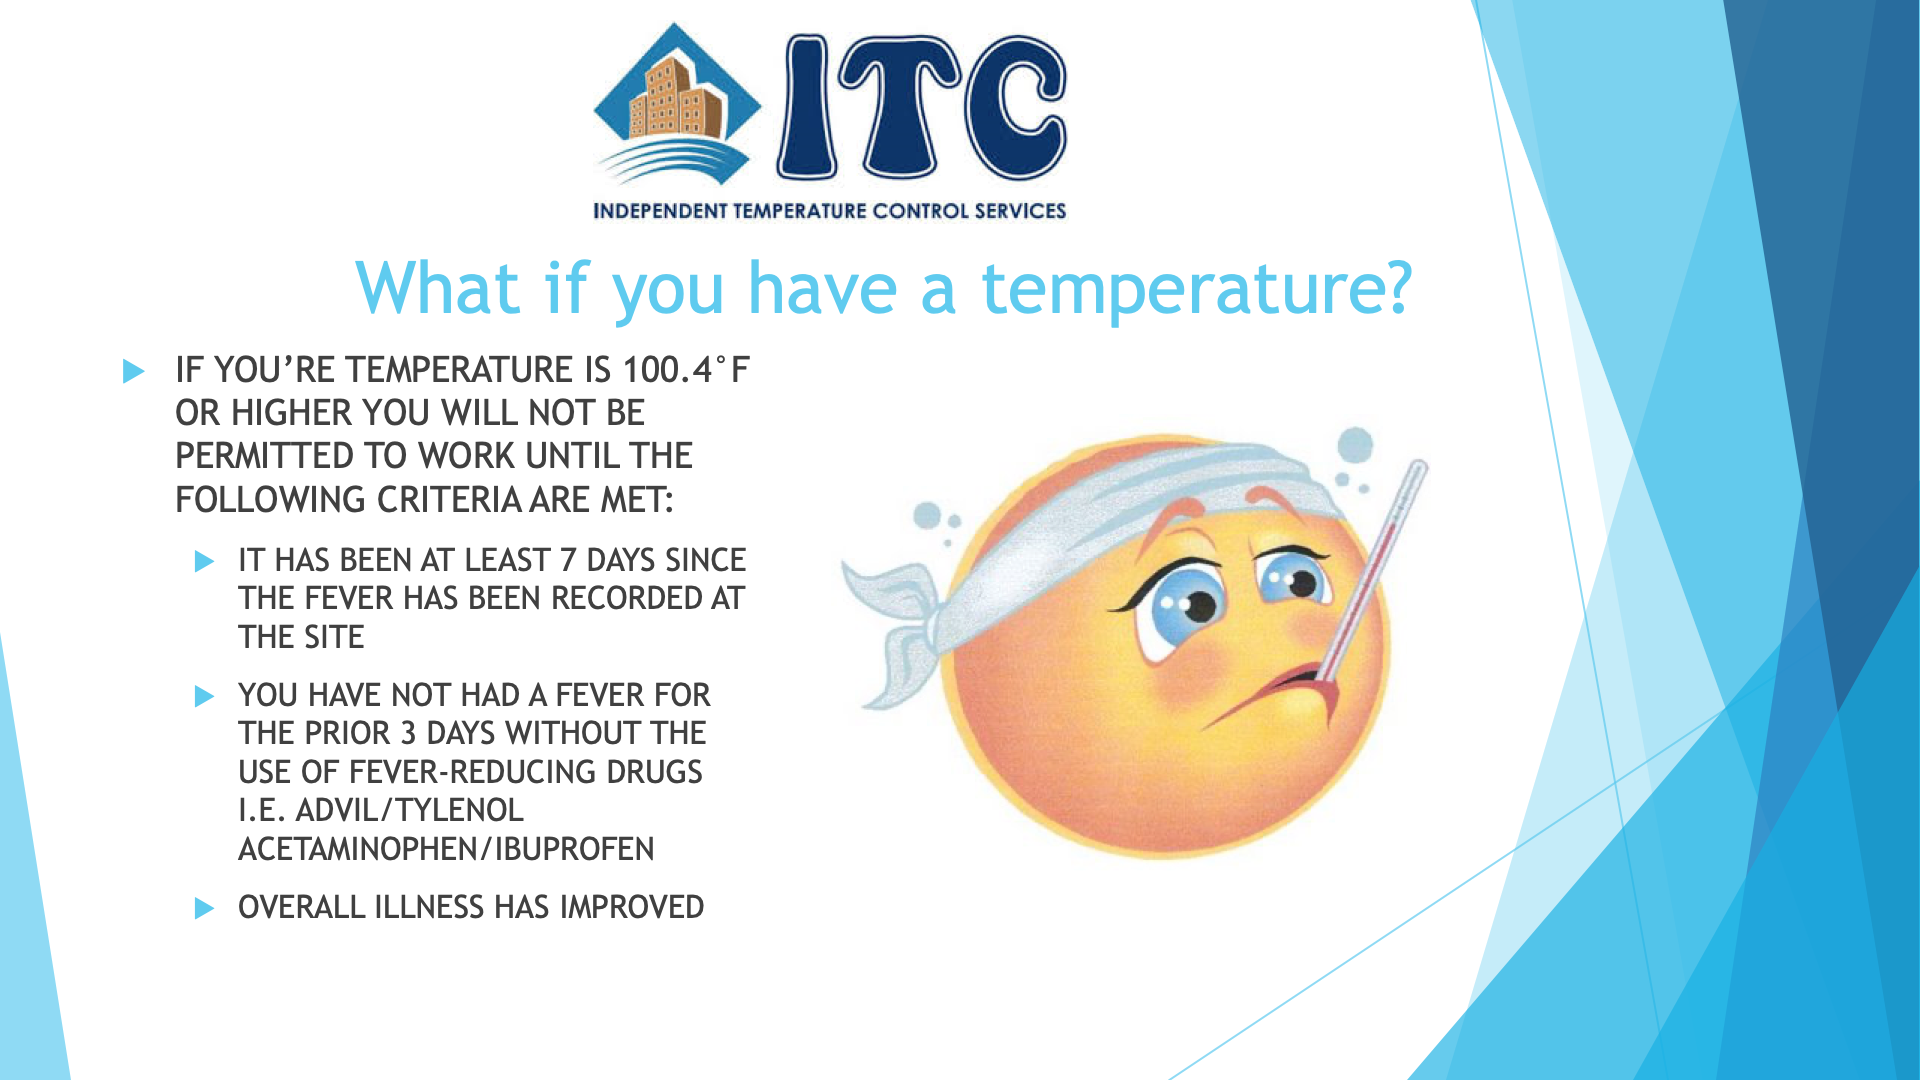 ITC
INDEPENDENT TEMPERATURE CONTROL SERVICES
What if you have a temperature?
IF YOU’RE TEMPERATURE IS 100.4°F
OR HIGHER YOU WILL NOT BE
PERMITTED TO WORK UNTIL THE
FOLLOWING CRITERIA ARE MET:
IT HAS BEEN AT LEAST 7 DAYS SINCE
THE FEVER HAS BEEN RECORDED AT
THE SITE
YOU HAVE NOT HAD A FEVER FOR
THE PRIOR 3 DAYS WITHOUT THE
USE OF FEVER-REDUCING DRUGS
I.E. ADVIL/TYLENOL
ACETAMINOPHEN/IBUPROFEN
OVERALL ILLNESS HAS IMPROVED